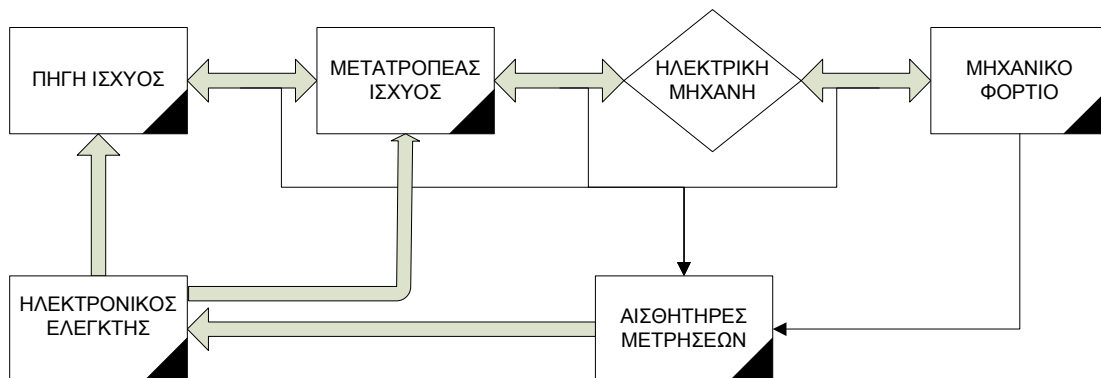 ΠΗΓΗ ΙΣΧΥΟΣ
ΜΕΤΑΤΡΟΠΕΑΣ
ΙΣΧΥΟΣ
ΗΛΕΚΤΡΙΚΗ
ΜΗΧΑΝΗ
ΜΗΧΑΝΙΚΟ
ΦΟΡΤΙΟ
ΗΛΕΚΤΡΟΝΙΚΟΣ
ΕΛΕΓΚΤΗΣ
ΑΙΣΘΗΤΗΡΕΣ
ΜΕΤΡΗΣΕΩΝ